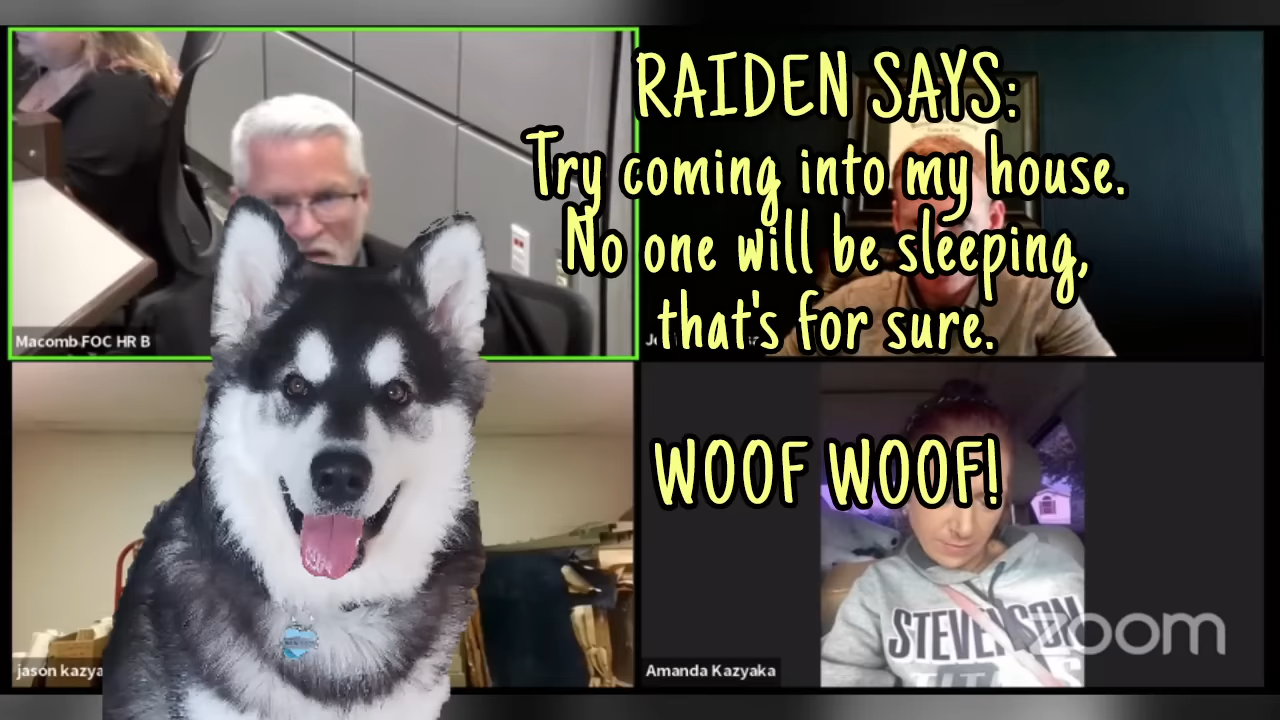 RAIDEN SAYS:
Try coming into my house.
No one will be sleeping,
that's for sure.
Macomb FOC HR B
WOOF WOOF!
STEVENSON
zoom
jason kazya
Amanda Kazyaka